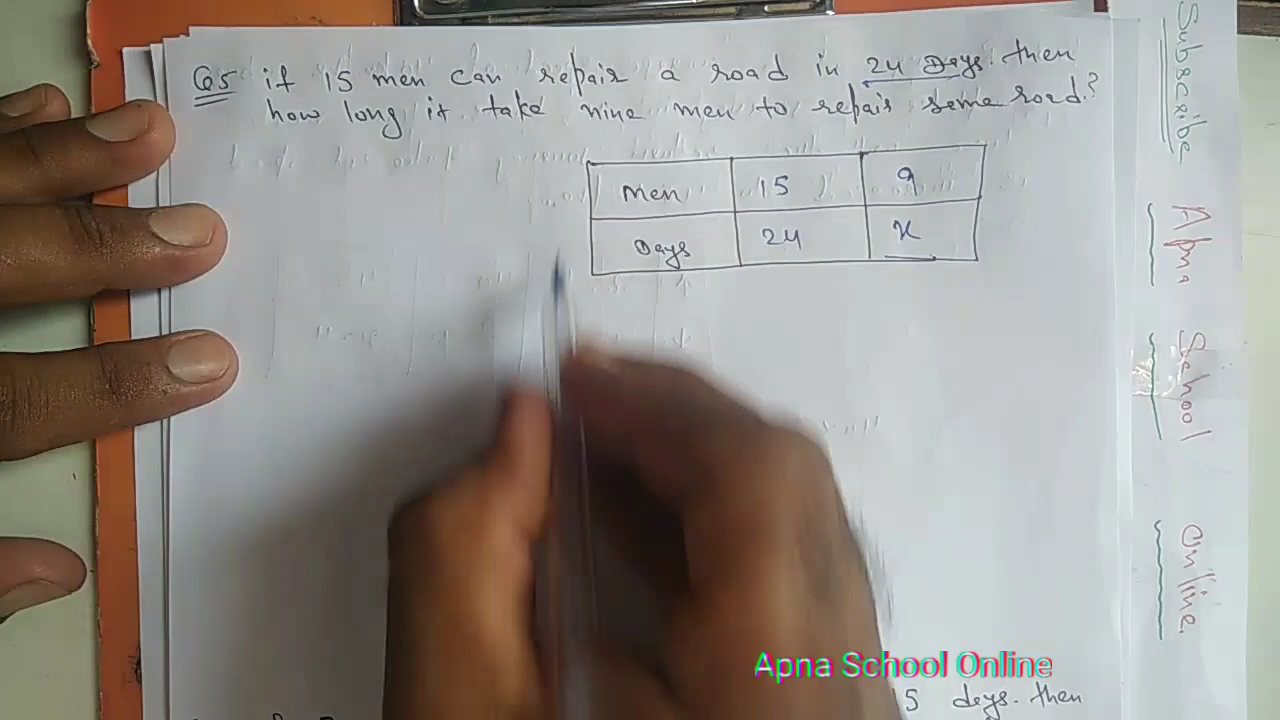 Q5 if 15 men can repair a road in 24 Days. then
how long it take nine men to repair same road.?
Men 15 9
Days 24 x
5 days. then
Subscribe Apna School Online.
Apna School Online